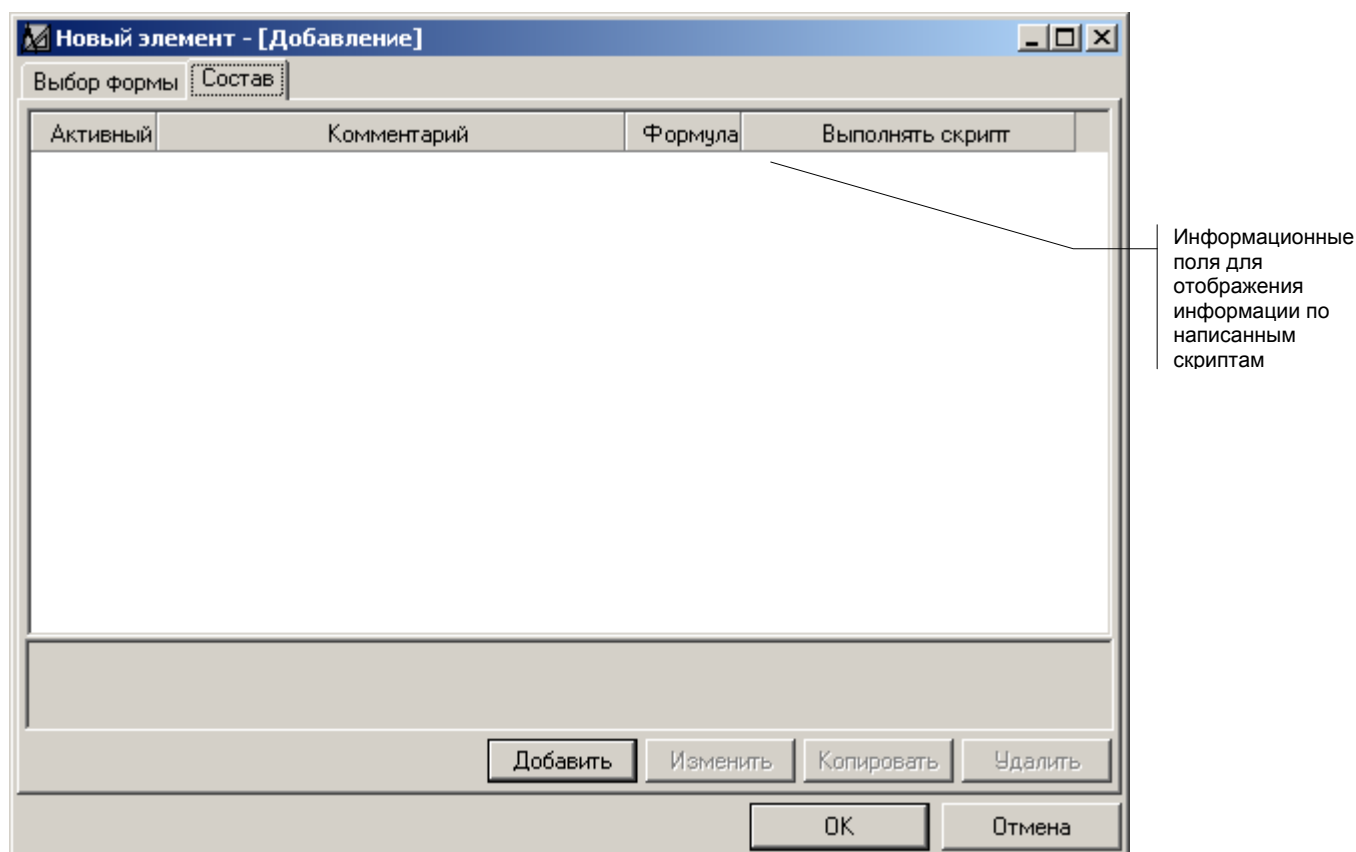 Новый элемент - [Добавление]
Выбор формы Состав
Активный Комментарий Формула Выполнять скрипт
Информационные
поля для
отображения
информации по
написанным
скриптам
Добавить Изменить Копировать Удалить
OK Отмена